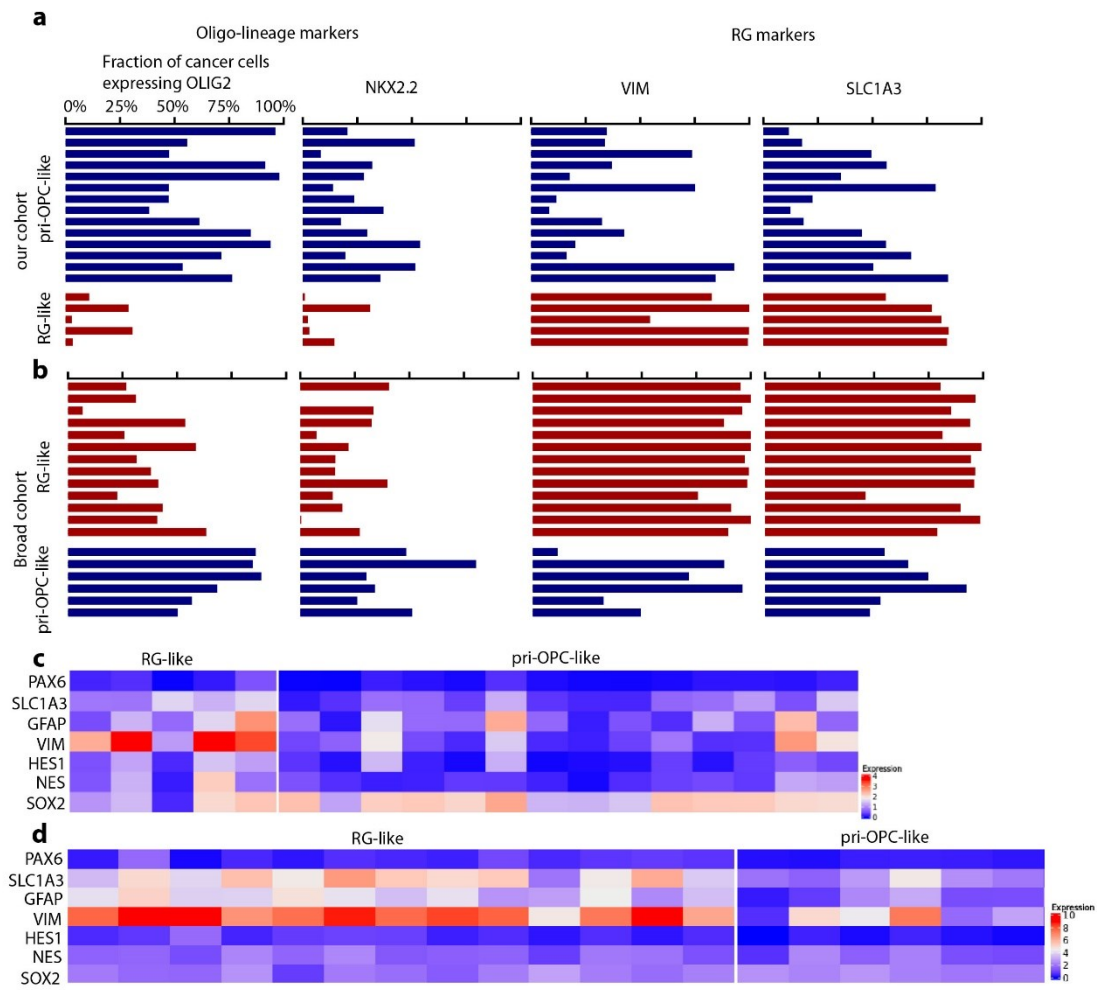 a
Oligo-lineage markers
RG markers
Fraction of cancer cells
expressing OLIG2
NKX2.2
VIM
SLC1A3
0% 25% 50% 75% 100%
our cohort
pri-OPC-like
RG-like
b
Broad cohort
RG-like
pri-OPC-like
c
RG-like
pri-OPC-like
PAX6
SLC1A3
GFAP
VIM
HES1
NES
SOX2
Expression
4
3
2
1
0
d
RG-like
pri-OPC-like
PAX6
SLC1A3
GFAP
VIM
HES1
NES
SOX2
Expression
10
8
6
4
2
0